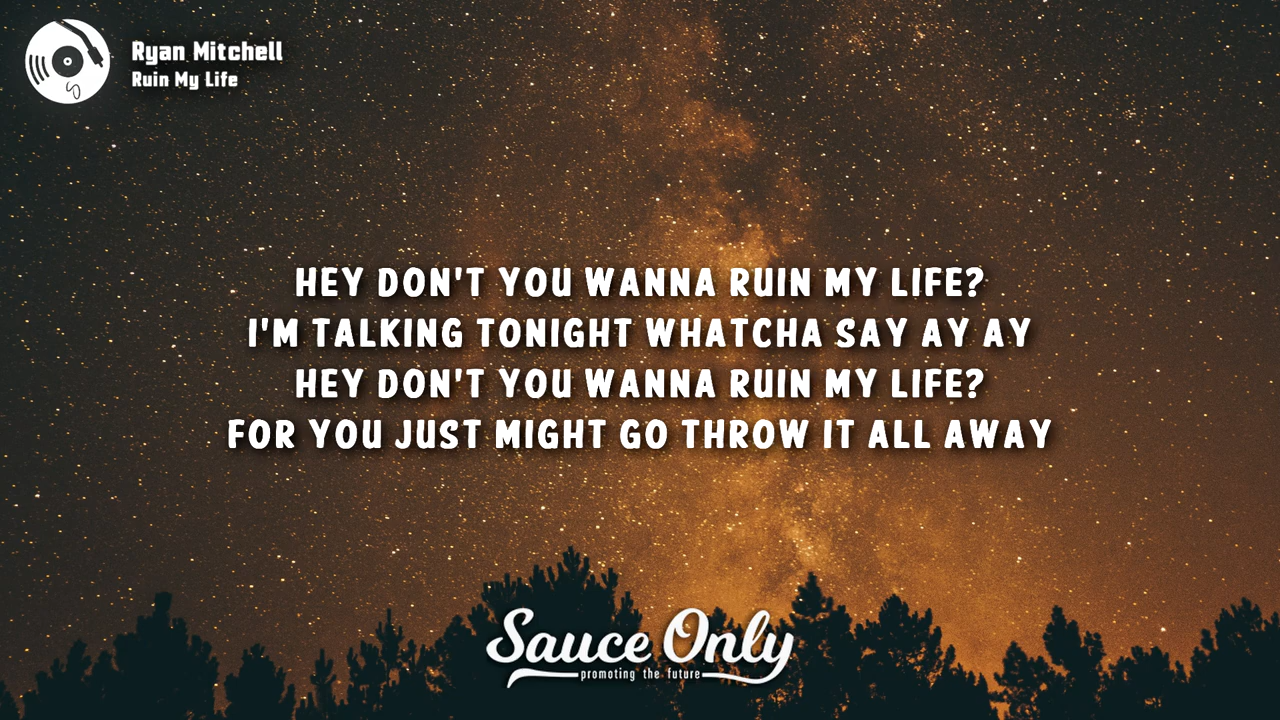 Ryan Mitchell
Ruin My Life
HEY DON'T YOU WANNA RUIN MY LIFE?
I'M TALKING TONIGHT WHATCHA SAY AY AY
HEY DON'T YOU WANNA RUIN MY LIFE?
FOR YOU JUST MIGHT GO THROW IT ALL AWAY
Sauce Only
promoting the future